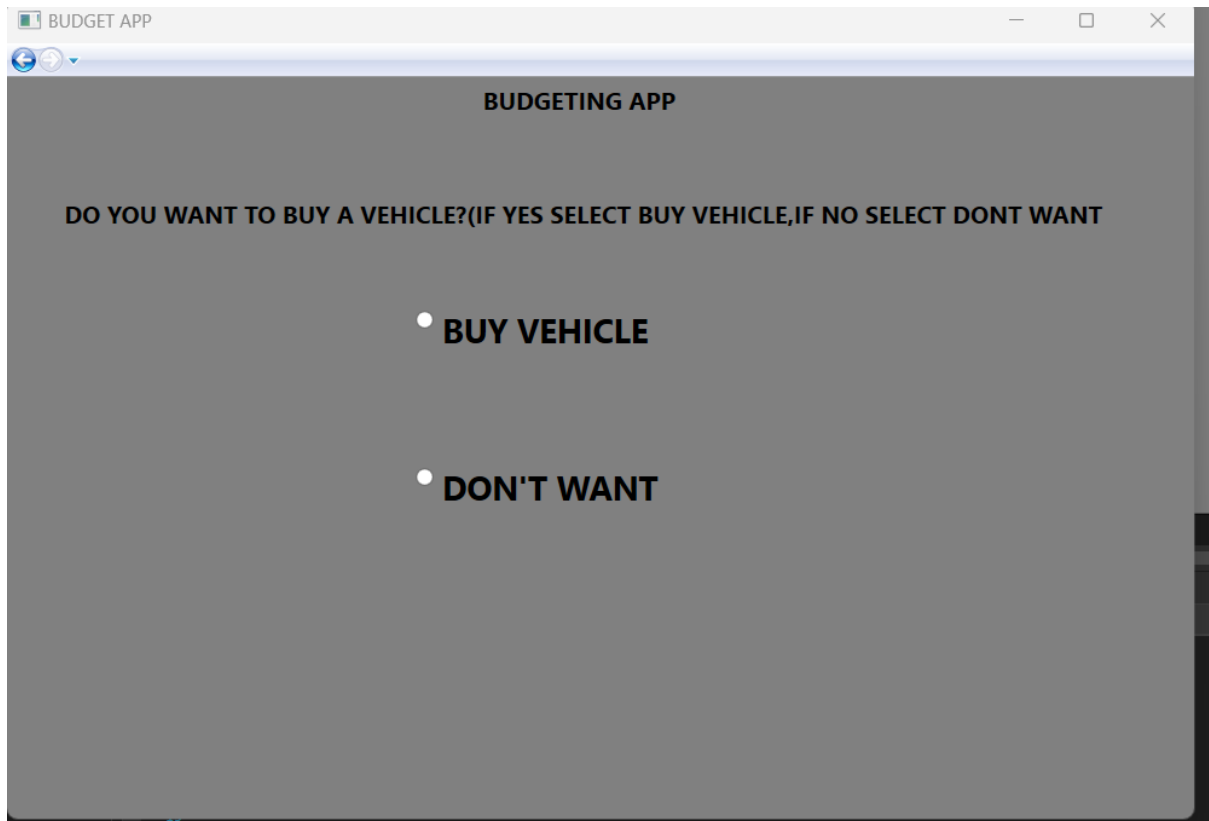 BUDGET APP
BUDGETING APP
DO YOU WANT TO BUY A VEHICLE?(IF YES SELECT BUY VEHICLE,IF NO SELECT DONT WANT
BUY VEHICLE
DON'T WANT